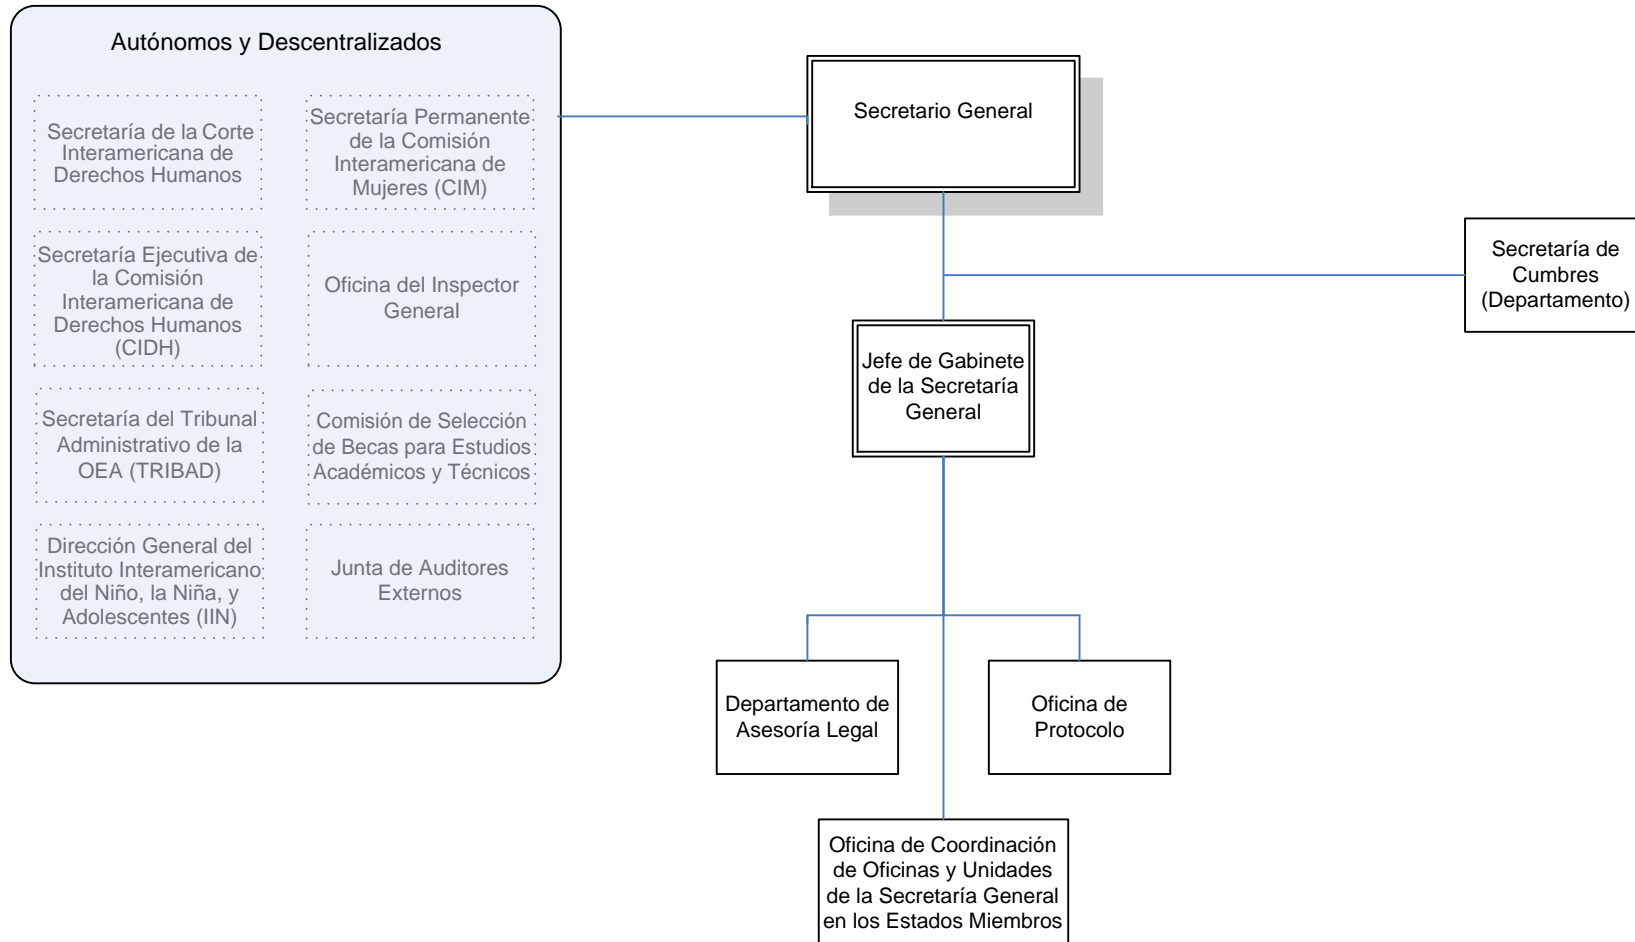 Autónomos y Descentralizados
Secretaría de la Corte
Interamericana de
Derechos Humanos
Secretaría Permanente
de la Comisión
Interamericana de
Mujeres (CIM)
Secretaría Ejecutiva de
la Comisión
Interamericana de
Derechos Humanos
(CIDH)
Oficina del Inspector
General
Secretaría del Tribunal
Administrativo de la
OEA (TRIBAD)
Comisión de Selección
de Becas para Estudios
Académicos y Técnicos
Dirección General del
Instituto Interamericano
del Niño, la Niña, y
Adolescentes (IIN)
Junta de Auditores
Externos
Secretario General
Secretaría de
Cumbres
(Departamento)
Jefe de Gabinete
de la Secretaría
General
Departamento de
Asesoría Legal
Oficina de
Protocolo
Oficina de Coordinación
de Oficinas y Unidades
de la Secretaría General
en los Estados Miembros